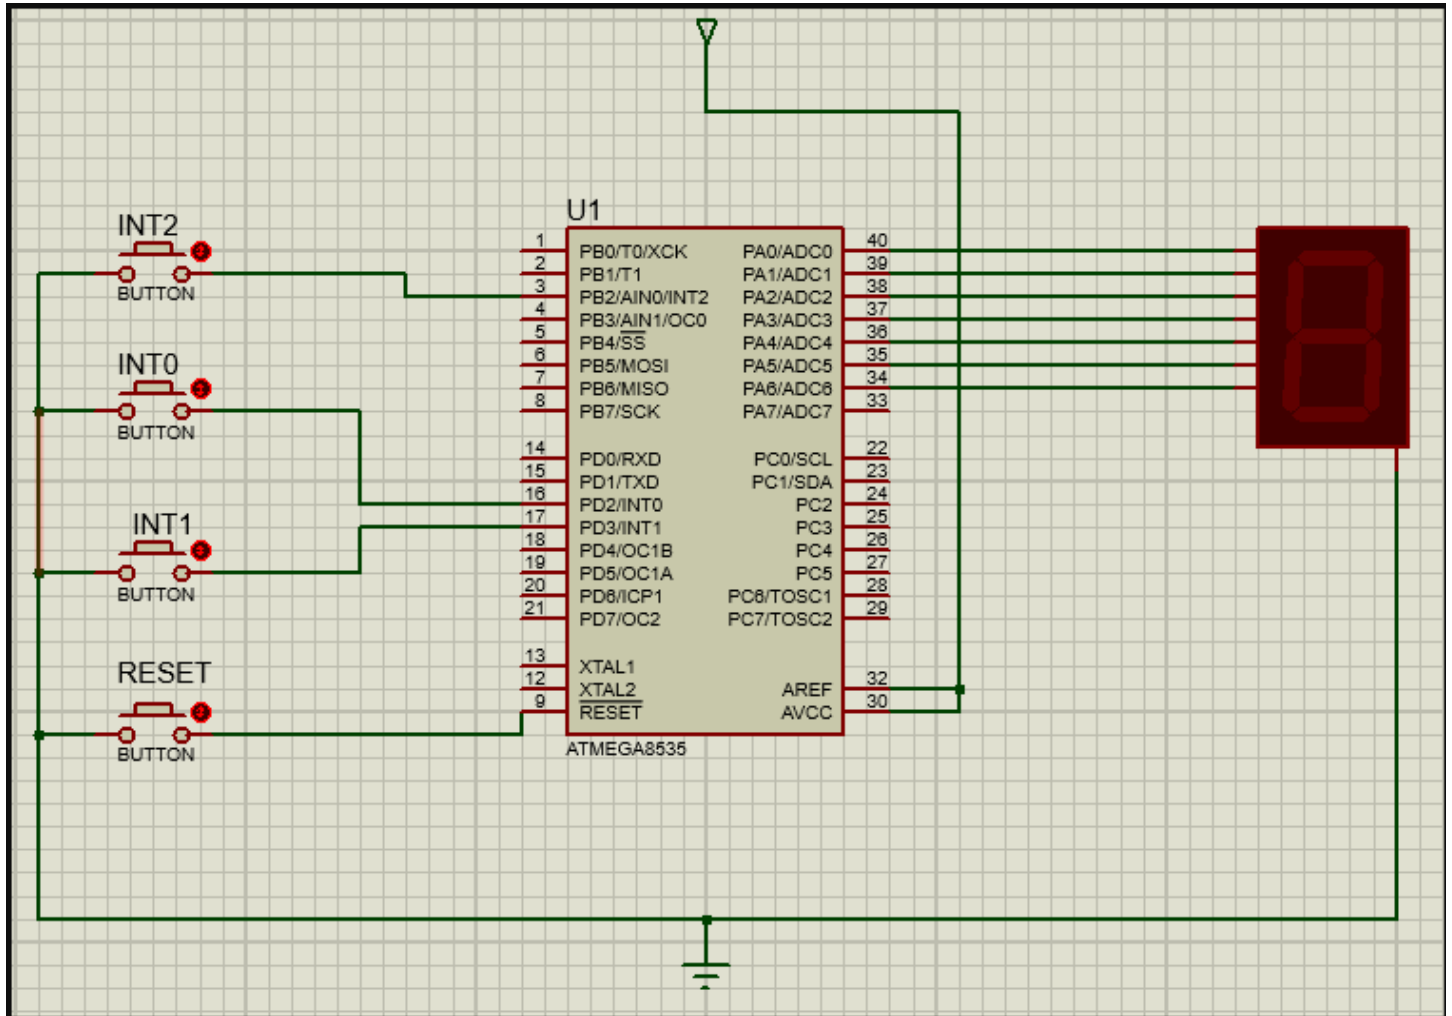 INT2
BUTTON
INT0
BUTTON
INT1
BUTTON
RESET
BUTTON
U1
1 PB0/T0/XCK PA0/ADC0 40
2 PB1/T1 PA1/ADC1 39
3 PB2/AIN0/INT2 PA2/ADC2 38
4 PB3/AIN1/OC0 PA3/ADC3 37
5 PB4/SS PA4/ADC4 36
6 PB5/MOSI PA5/ADC5 35
7 PB6/MISO PA6/ADC6 34
8 PB7/SCK PA7/ADC7 33
14 PD0/RXD PC0/SCL 22
15 PD1/TXD PC1/SDA 23
16 PD2/INT0 PC2 24
17 PD3/INT1 PC3 25
18 PD4/OC1B PC4 26
19 PD5/OC1A PC5 27
20 PD6/ICP1 PC6/TOSC1 28
21 PD7/OC2 PC7/TOSC2 29
13 XTAL1
12 XTAL2 AREF 32
9 RESET AVCC 30
ATMEGA8535